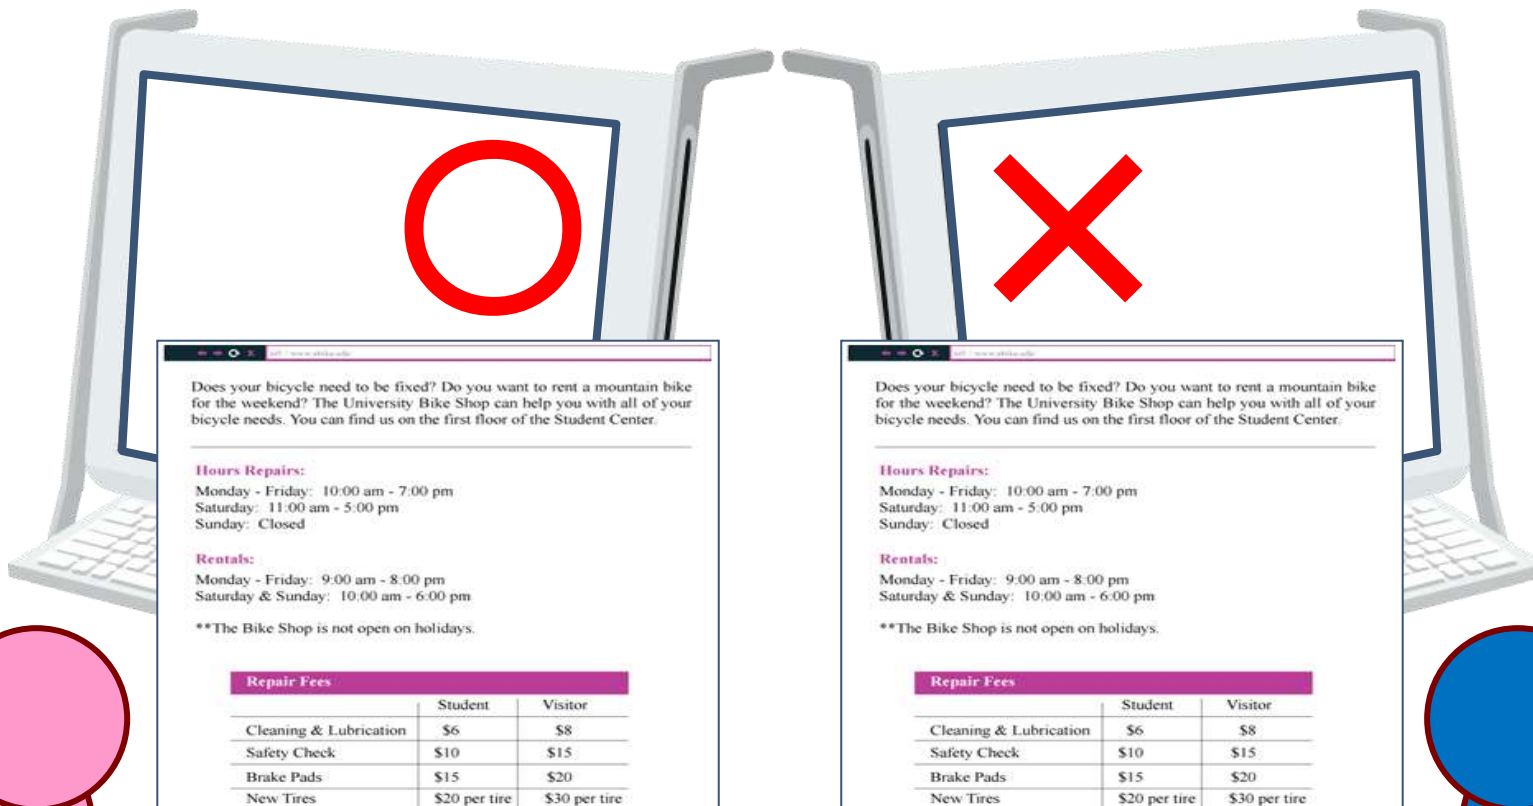 url / www.ubike.edu
Does your bicycle need to be fixed? Do you want to rent a mountain bike
for the weekend? The University Bike Shop can help you with all of your
bicycle needs. You can find us on the first floor of the Student Center.
Hours Repairs:
Monday - Friday: 10:00 am - 7:00 pm
Saturday: 11:00 am - 5:00 pm
Sunday: Closed
Rentals:
Monday - Friday: 9:00 am - 8:00 pm
Saturday & Sunday: 10:00 am - 6:00 pm
**The Bike Shop is not open on holidays.
Repair Fees
Student Visitor
Cleaning & Lubrication $6 $8
Safety Check $10 $15
Brake Pads $15 $20
New Tires $20 per tire $30 per tire
url / www.ubike.edu
Does your bicycle need to be fixed? Do you want to rent a mountain bike
for the weekend? The University Bike Shop can help you with all of your
bicycle needs. You can find us on the first floor of the Student Center.
Hours Repairs:
Monday - Friday: 10:00 am - 7:00 pm
Saturday: 11:00 am - 5:00 pm
Sunday: Closed
Rentals:
Monday - Friday: 9:00 am - 8:00 pm
Saturday & Sunday: 10:00 am - 6:00 pm
**The Bike Shop is not open on holidays.
Repair Fees
Student Visitor
Cleaning & Lubrication $6 $8
Safety Check $10 $15
Brake Pads $15 $20
New Tires $20 per tire $30 per tire